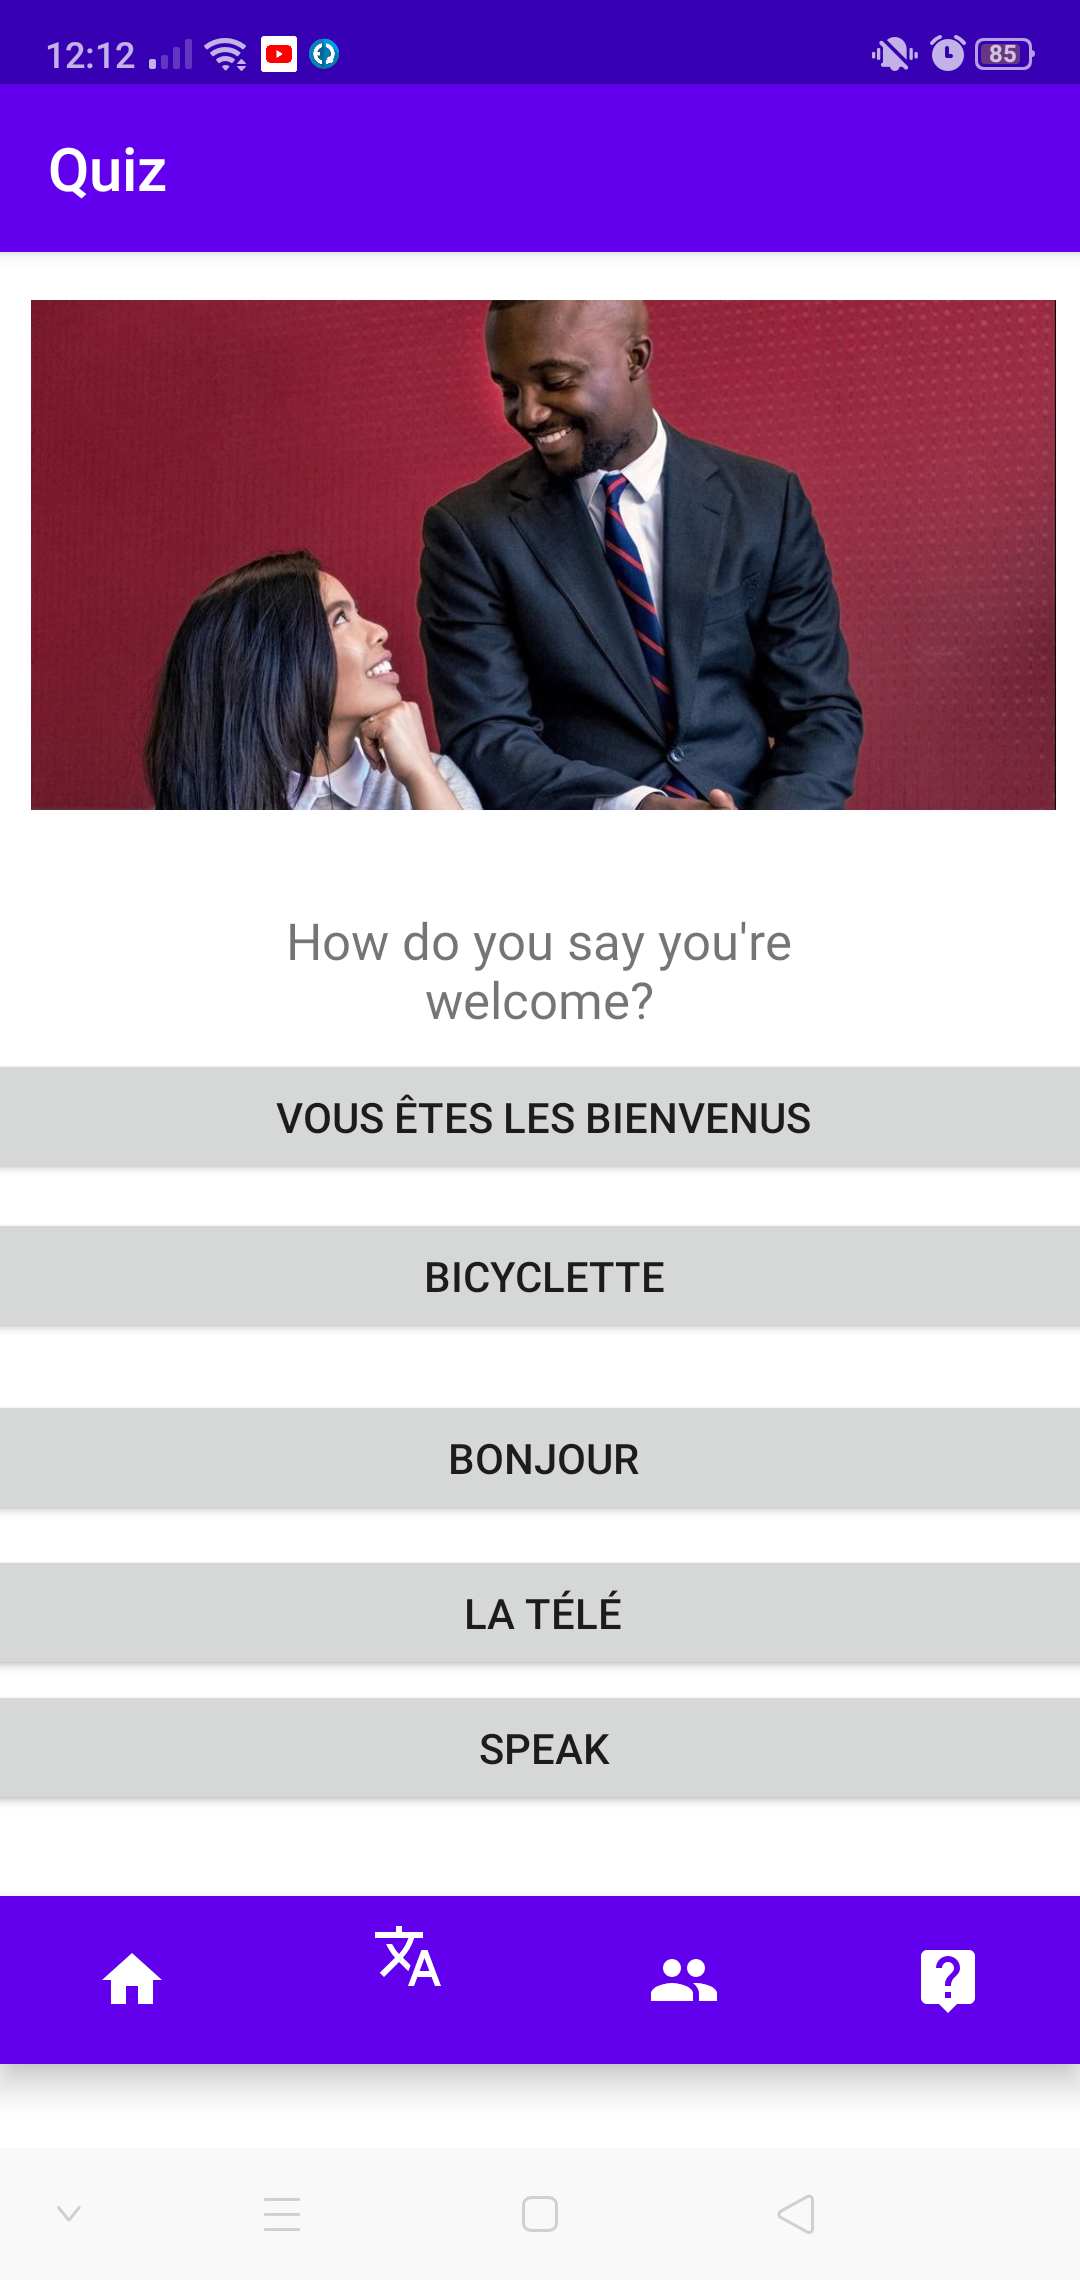 12:12
85
Quiz
How do you say you're
welcome?
VOUS ÊTES LES BIENVENUS
BICYCLETTE
BONJOUR
LA TÉLÉ
SPEAK